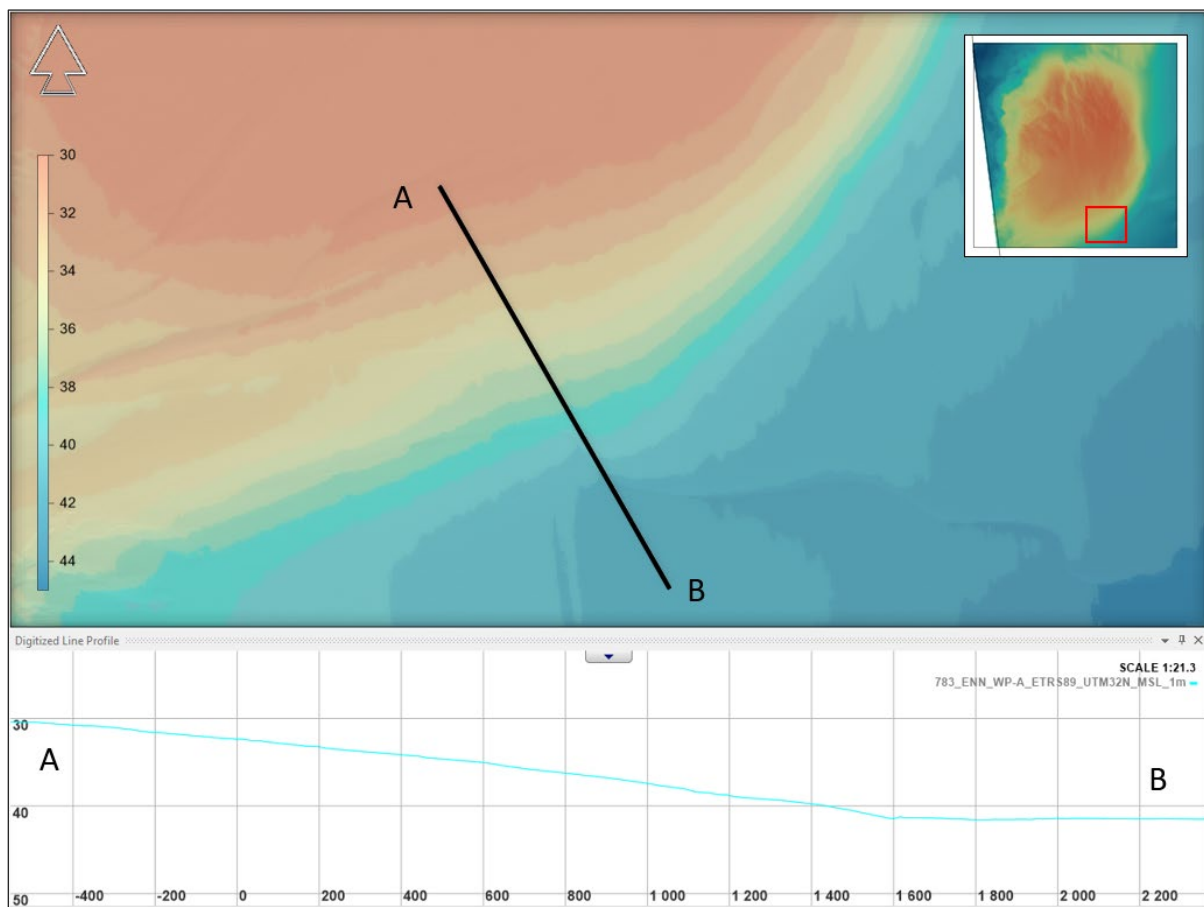 30
32
34
36
38
40
42
44
A
B
Digitized Line Profile
SCALE 1:21.3
783_ENN_WP-A_ETRS89_UTM32N_MSL_1m
30
A
B
40
50
-400 -200 0 200 400 600 800 1 000 1 200 1 400 1 600 1 800 2 000 2 200